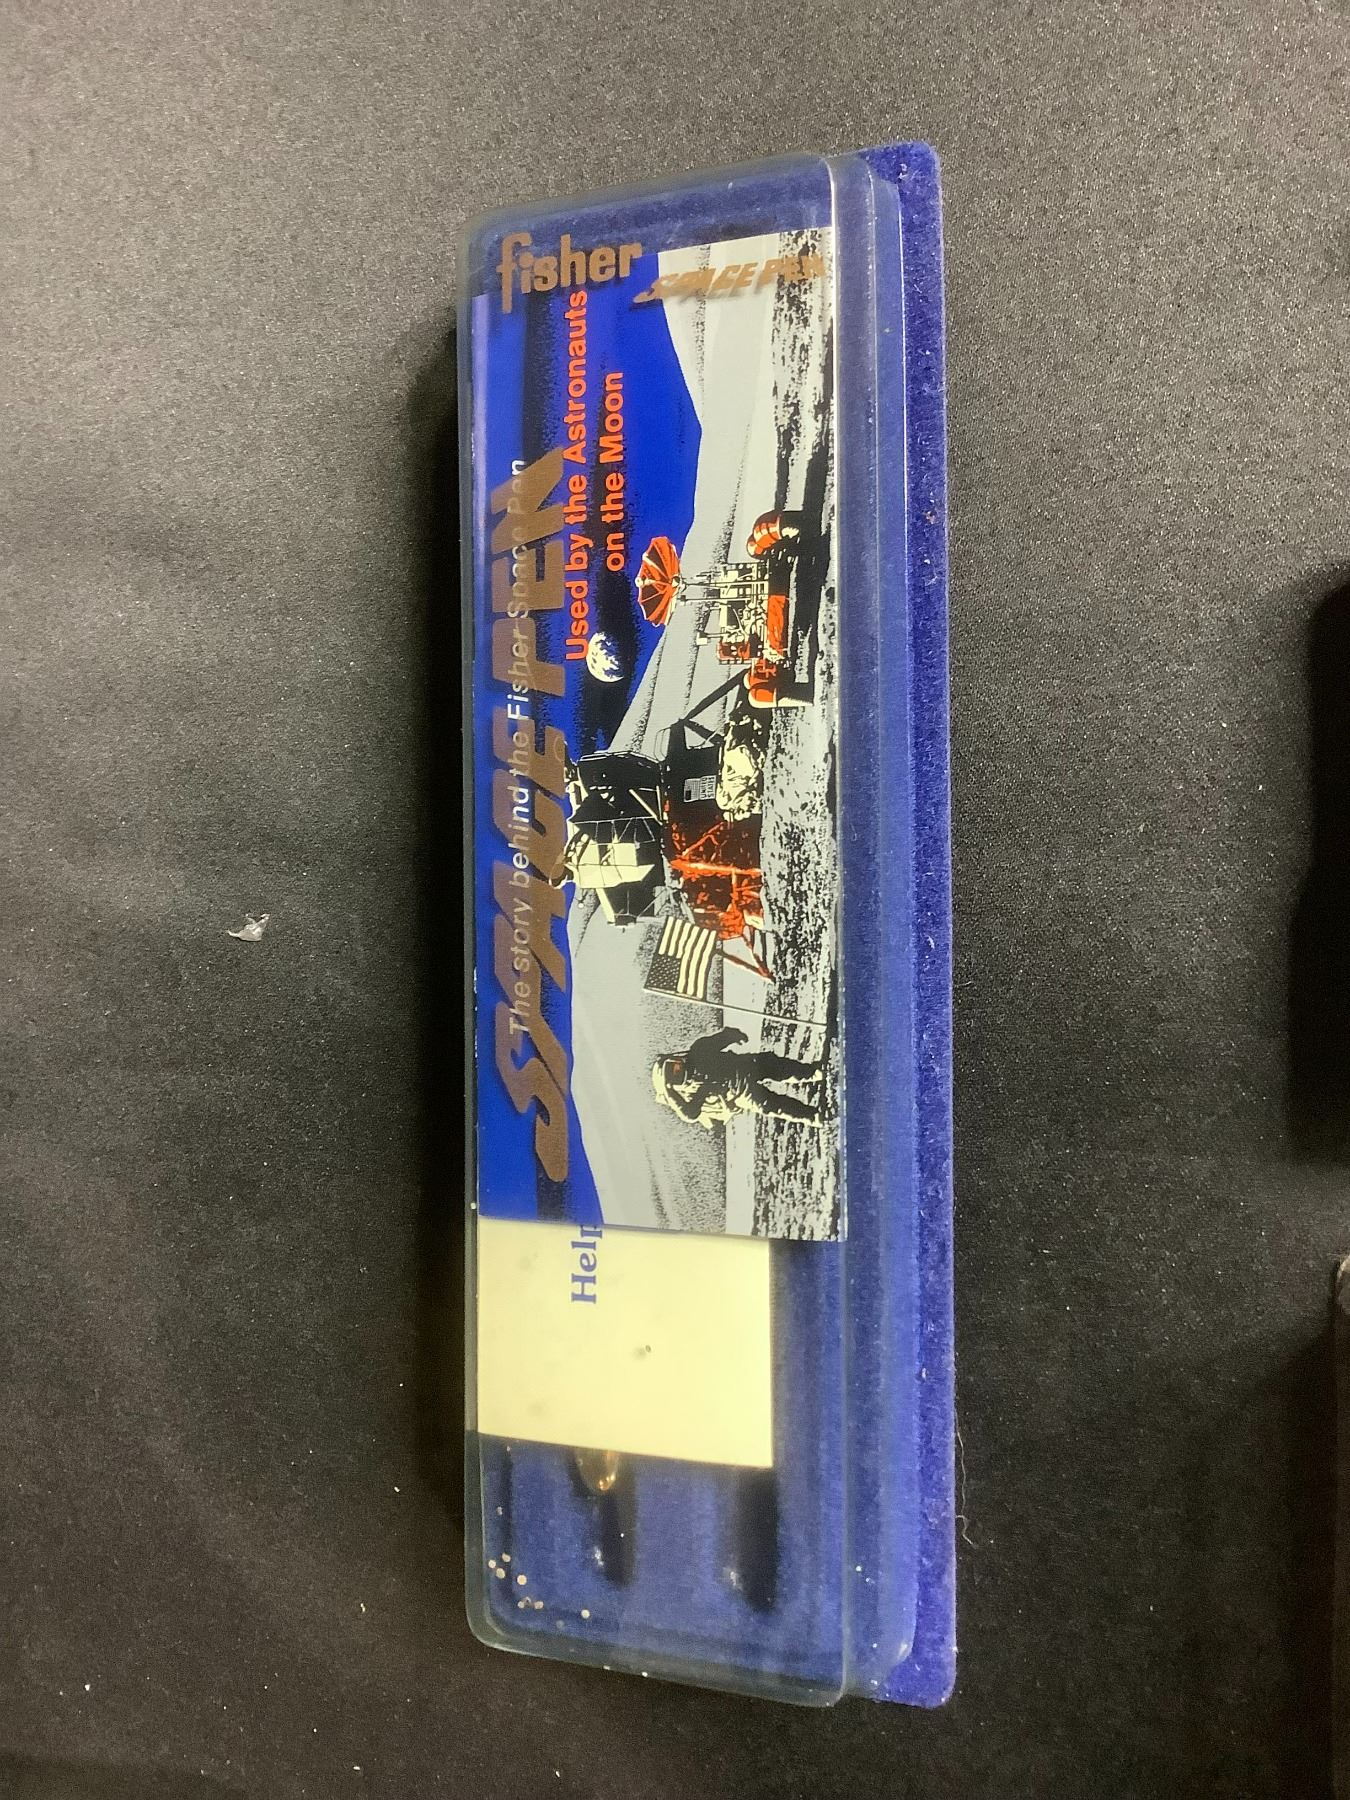 fisher
SPACE PEN
The story behind the Fisher Space Pen
SPACE PEN
Used by the Astronauts
on the Moon
Help